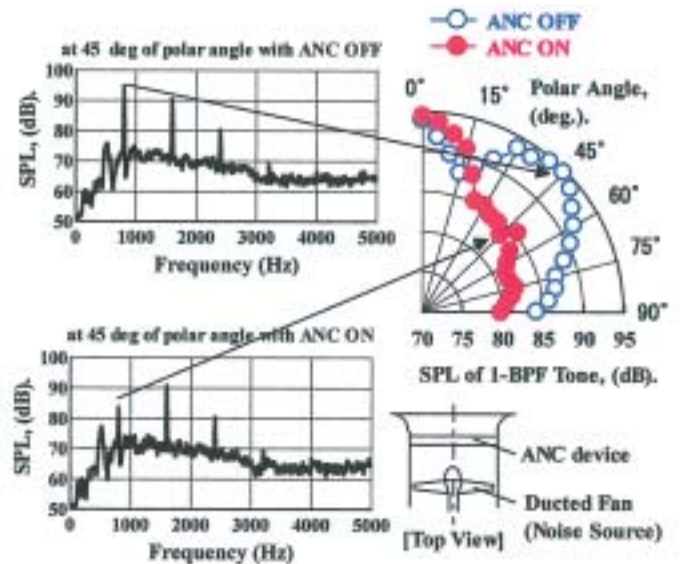 ANC OFF
ANC ON
at 45 deg of polar angle with ANC OFF
100
90
80
70
60
50
SPL, (dB).
0 1000 2000 3000 4000 5000
Frequency (Hz)
0° 15° Polar Angle,
(deg.).
45°
60°
75°
90°
70 75 80 85 90 95
SPL of 1-BPF Tone, (dB).
at 45 deg of polar angle with ANC ON
100
90
80
70
60
50
SPL, (dB).
0 1000 2000 3000 4000 5000
Frequency (Hz)
ANC device
Ducted Fan
(Noise Source)
[Top View]